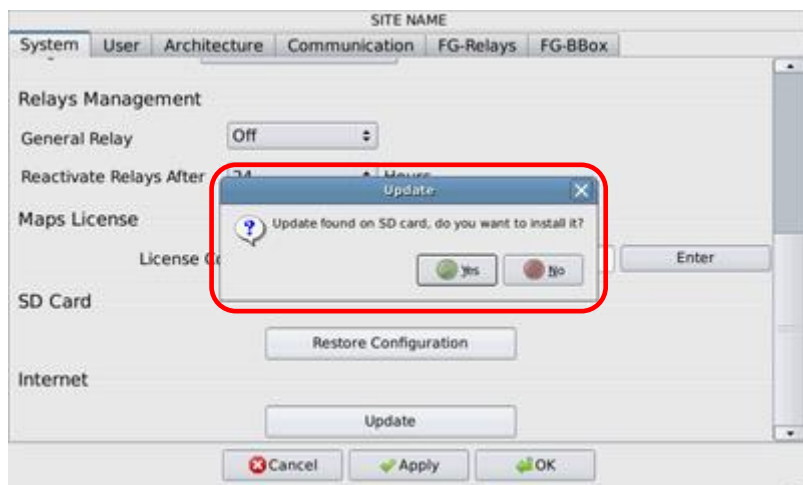 SITE NAME
System User Architecture Communication FG-Relays FG-BBox
Relays Management
General Relay Off
Reactivate Relays After 24 Hours
Update
Maps License
Update found on SD card, do you want to install it?
License Enter
Yes No
SD Card
Restore Configuration
Internet
Update
Cancel Apply OK